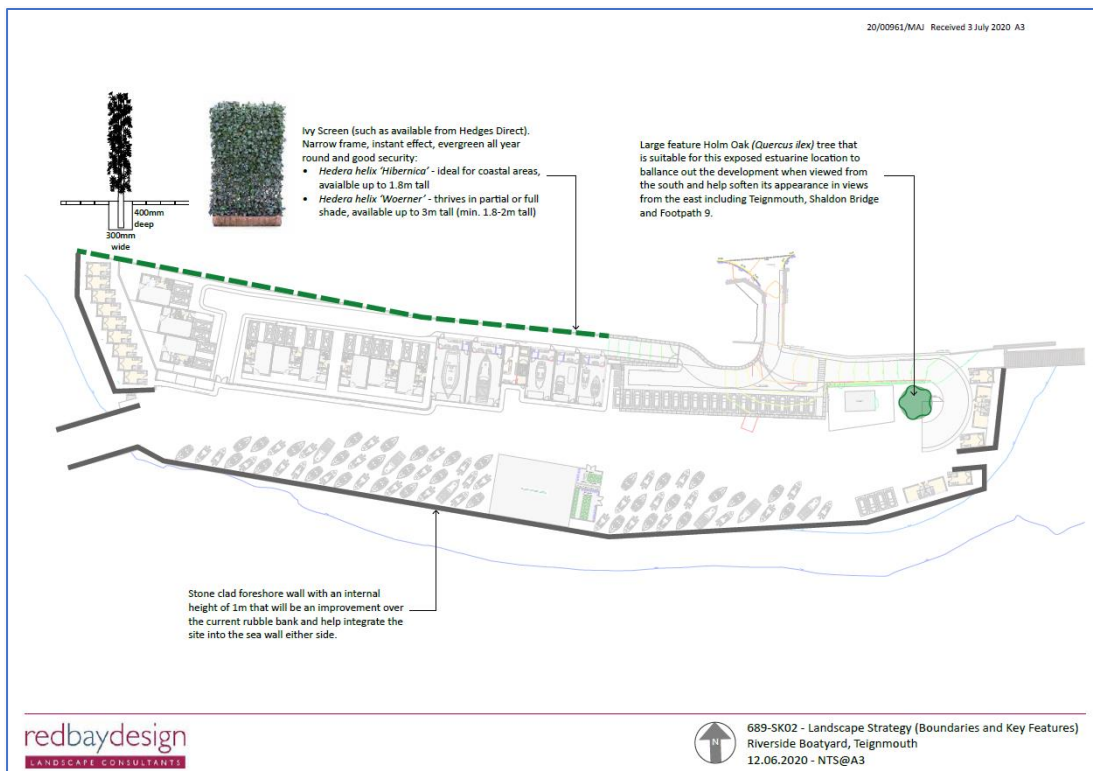 20/00961/MAJ Received 3 July 2020 A3
Ivy Screen (such as available from Hedges Direct).
Narrow frame, instant effect, evergreen all year
round and good security:
• Hedera helix 'Hibernica' - ideal for coastal areas,
avaialble up to 1.8m tall
• Hedera helix 'Woerner' - thrives in partial or full
shade, available up to 3m tall (min. 1.8-2m tall)
400mm
deep
300mm
wide
Large feature Holm Oak (Quercus ilex) tree that
is suitable for this exposed estuarine location to
ballance out the development when viewed from
the south and help soften its appearance in views
from the east including Teignmouth, Shaldon Bridge
and Footpath 9.
Stone clad foreshore wall with an internal
height of 1m that will be an improvement over
the current rubble bank and help integrate the
site into the sea wall either side.
redbaydesign
LANDSCAPE CONSULTANTS
N
689-SK02 - Landscape Strategy (Boundaries and Key Features)
Riverside Boatyard, Teignmouth
12.06.2020 - NTS@A3